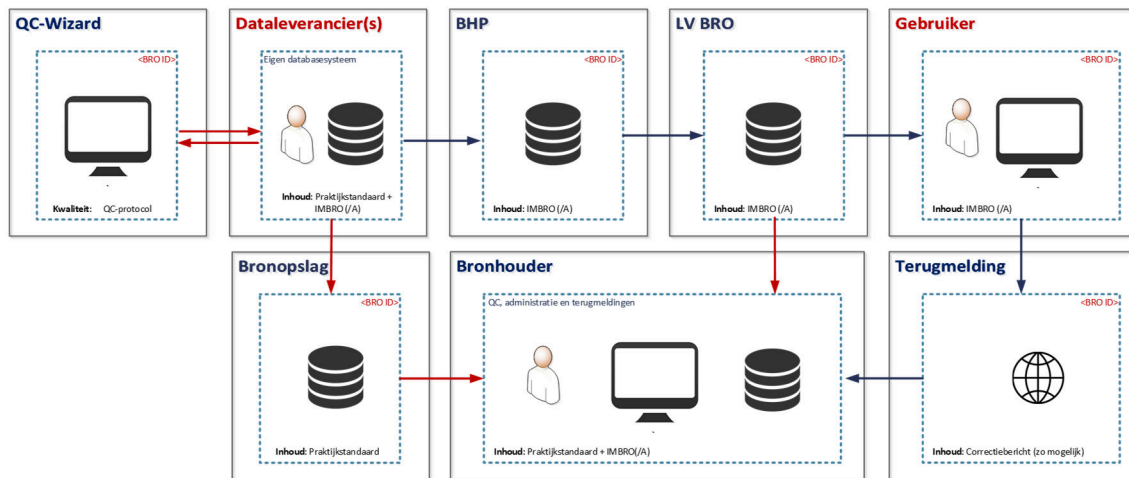 QC-Wizard
<BRO ID>
Kwaliteit: QC-protocol
Dataleverancier(s)
Eigen databasesysteem
Inhoud: Praktijkstandaard +
IMBRO (/A)
BHP
<BRO ID>
Inhoud: IMBRO (/A)
LV BRO
<BRO ID>
Inhoud: IMBRO (/A)
Gebruiker
<BRO ID>
Inhoud: IMBRO (/A)
Bronopslag
<BRO ID>
Inhoud: Praktijkstandaard
Bronhouder
QC, administratie en terugmeldingen
Inhoud: Praktijkstandaard + IMBRO(/A)
Terugmelding
<BRO ID>
Inhoud: Correctiebericht (zo mogelijk)